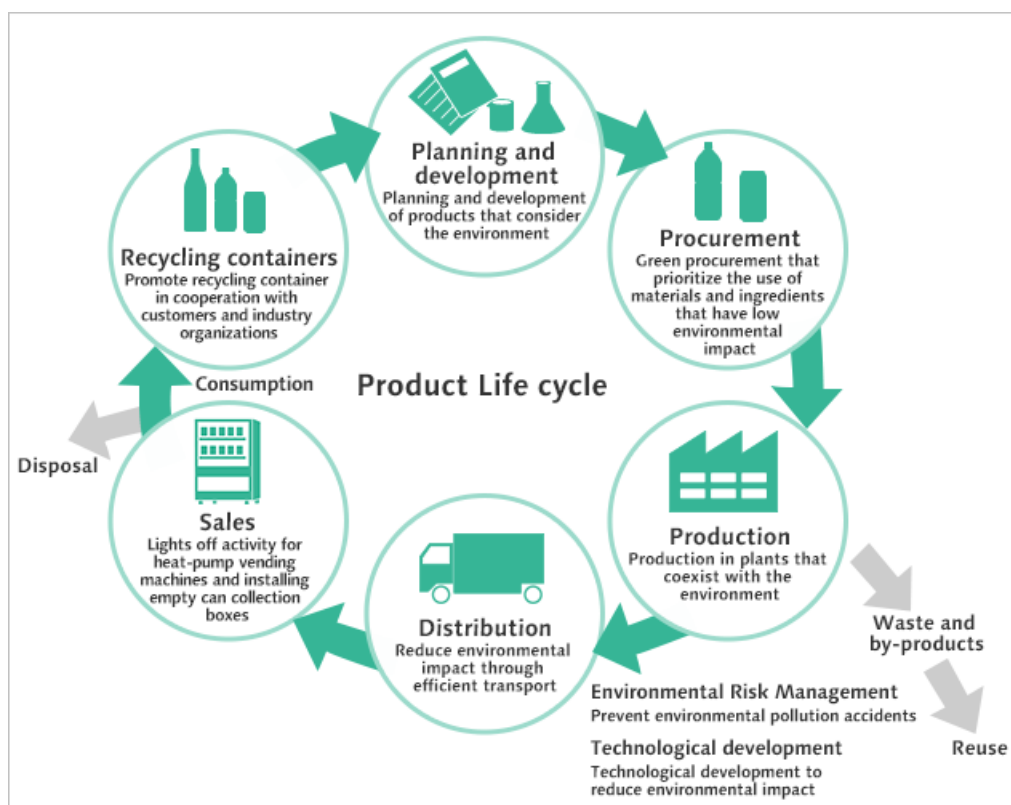 Planning and
development
Planning and development
of products that consider
the environment
Procurement
Green procurement that
prioritize the use of
materials and ingredients
that have low
environmental
impact
Recycling containers
Promote recycling container
in cooperation with
customers and industry
organizations
Consumption
Product Life cycle
Disposal
Sales
Lights off activity for
heat-pump vending
machines and installing
empty can collection
boxes
Distribution
Reduce environmental
impact through
efficient transport
Production
Production in plants that
coexist with the
environment
Waste and
by-products
Reuse
Environmental Risk Management
Prevent environmental pollution accidents
Technological development
Technological development to
reduce environmental impact